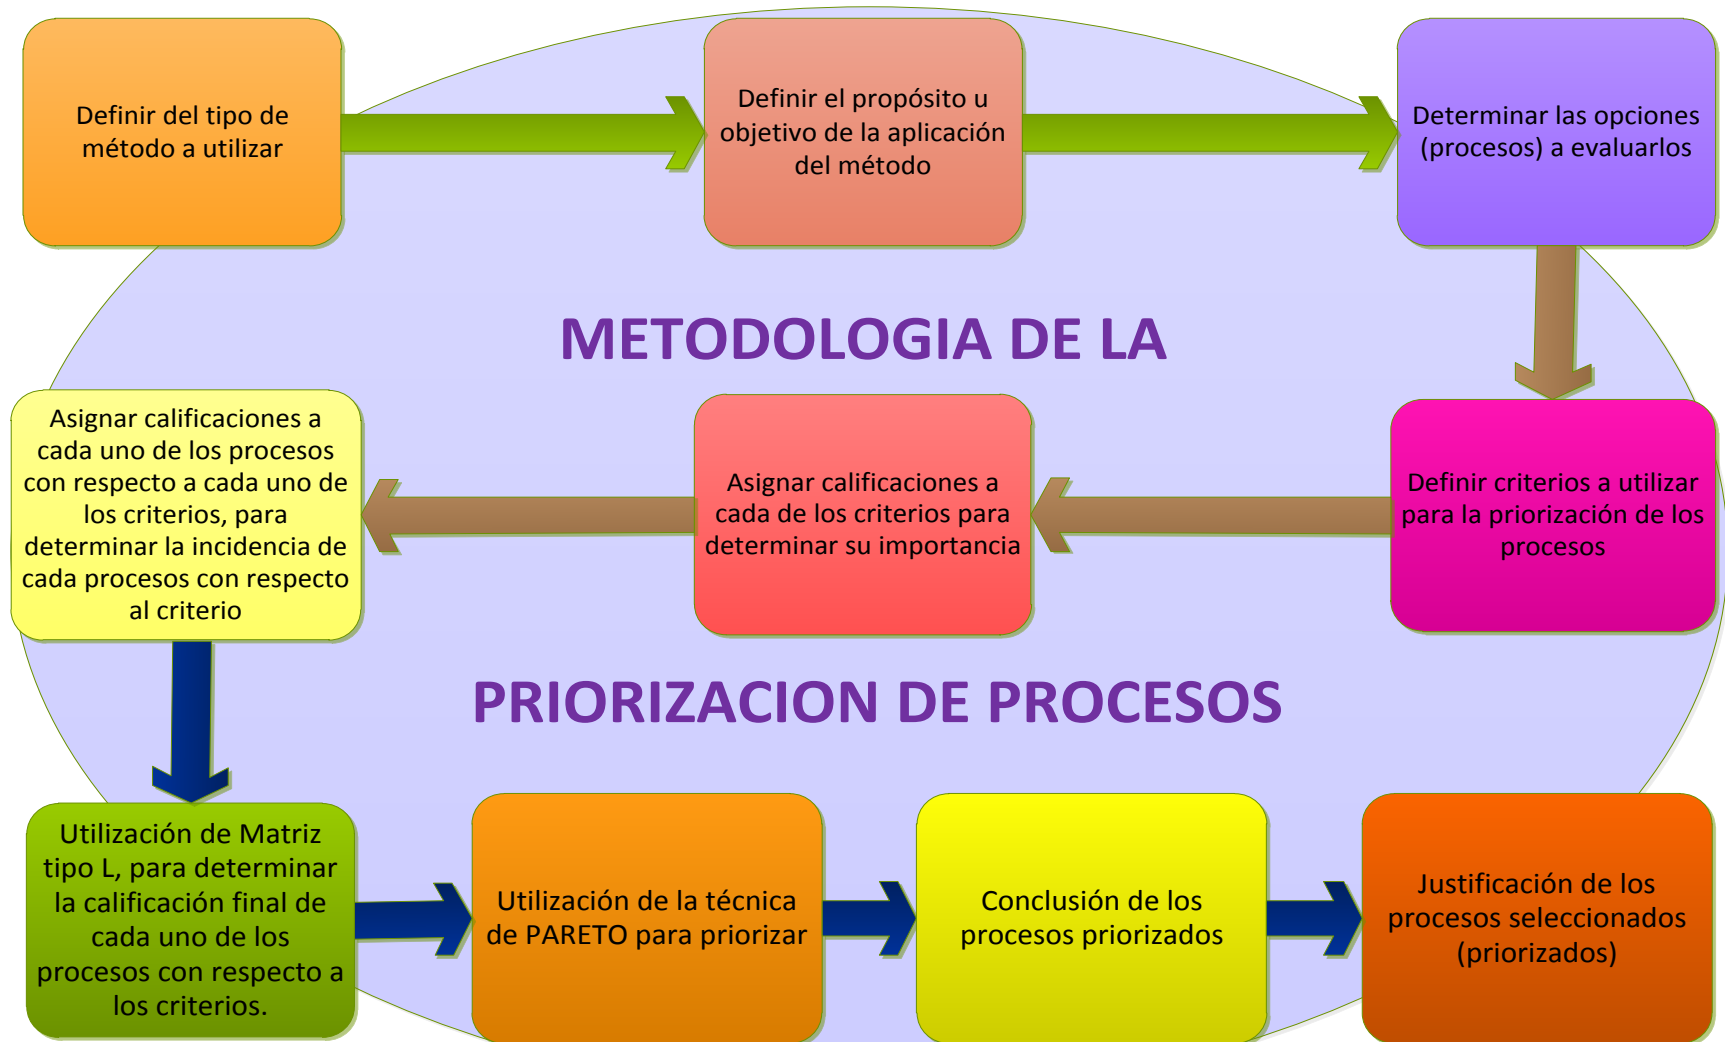 Definir del tipo de
método a utilizar
Definir el propósito u
objetivo de la aplicación
del método
Determinar las opciones
(procesos) a evaluarlos
METODOLOGIA DE LA
Definir criterios a utilizar
para la priorización de los
procesos
Asignar calificaciones a
cada de los criterios para
determinar su importancia
Asignar calificaciones a
cada uno de los procesos
con respecto a cada uno de
los criterios, para
determinar la incidencia de
cada procesos con respecto
al criterio
PRIORIZACION DE PROCESOS
Utilización de Matriz
tipo L, para determinar
la calificación final de
cada uno de los
procesos con respecto a
los criterios.
Utilización de la técnica
de PARETO para priorizar
Conclusión de los
procesos priorizados
Justificación de los
procesos seleccionados
(priorizados)